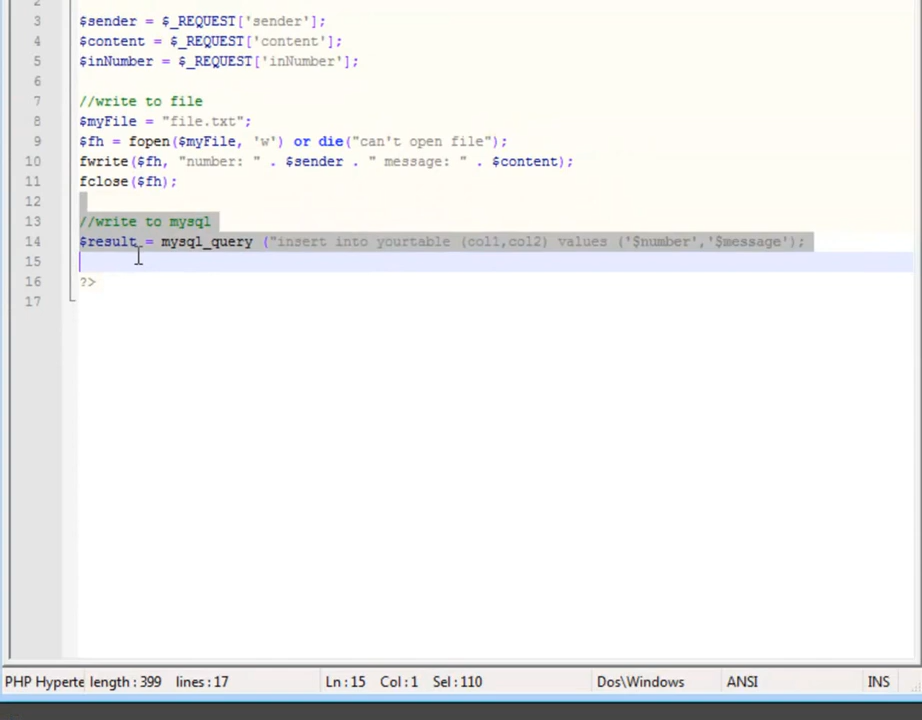 2
3 $sender = $_REQUEST['sender'];
4 $content = $_REQUEST['content'];
5 $inNumber = $_REQUEST['inNumber'];
6
7 //write to file
8 $myFile = "file.txt";
9 $fh = fopen($myFile, 'w') or die("can't open file");
10 fwrite($fh, "number: " . $sender . " message: " . $content);
11 fclose($fh);
12
13 //write to mysql
14 $result = mysql_query ("insert into yourtable (col1,col2) values ('$number','$message');
15
16 ?>
17
PHP Hyperte length : 399 lines : 17 Ln : 15 Col : 1 Sel : 110 Dos\Windows ANSI INS